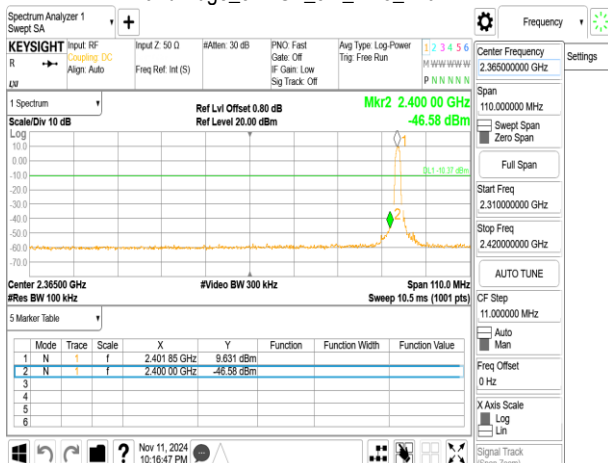 Spectrum Analyzer 1
Swept SA
+
Frequency
Settings
KEYSIGHT
R
Input: RF
Coupling: DC
Align: Auto
Input Z: 50 Ω
Freq Ref: Int (S)
#Atten: 30 dB
PNO: Fast
Gate: Off
IF Gain: Low
Sig Track: Off
Avg Type: Log-Power
Trig: Free Run
1 2 3 4 5 6
M W W W W W
P N N N N N
1 Spectrum
Scale/Div 10 dB
Ref Lvl Offset 0.80 dB
Ref Level 20.00 dBm
Mkr2 2.400 00 GHz
-46.58 dBm
Log
10.0
0.00
-10.0
-20.0
-30.0
-40.0
-50.0
-60.0
-70.0
1
DL1 -10.37 dBm
2
Center 2.36500 GHz
#Res BW 100 kHz
#Video BW 300 kHz
Span 110.0 MHz
Sweep 10.5 ms (1001 pts)
5 Marker Table
Mode Trace Scale X Y Function Function Width Function Value
1 N 1 f 2.401 85 GHz 9.631 dBm
2 N 1 f 2.400 00 GHz -46.58 dBm
3
4
5
6
Nov 11, 2024
10:16:47 PM
Center Frequency
2.365000000 GHz
Span
110.000000 MHz
Swept Span
Zero Span
Full Span
Start Freq
2.310000000 GHz
Stop Freq
2.420000000 GHz
AUTO TUNE
CF Step
11.000000 MHz
Auto
Man
Freq Offset
0 Hz
X Axis Scale
Log
Lin
Signal Track